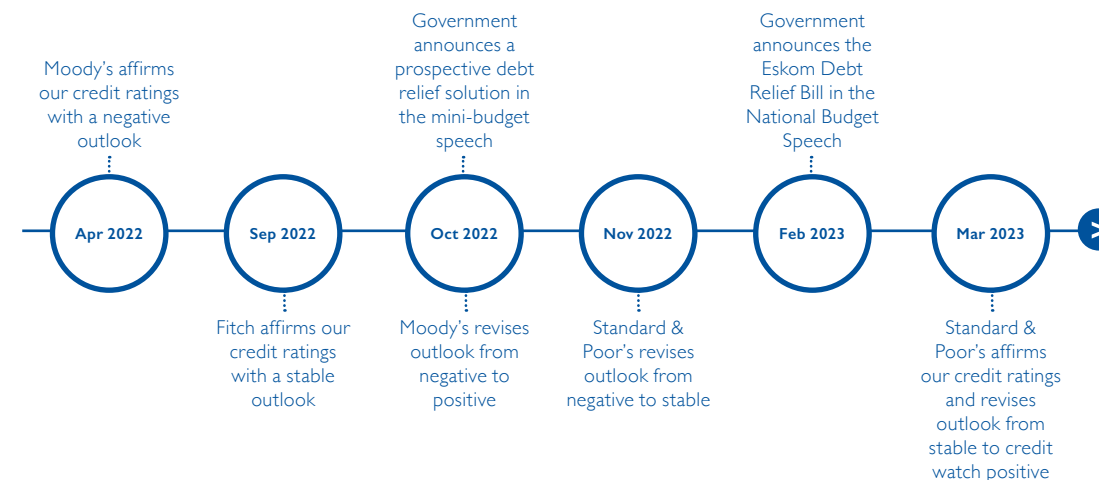 Moody's affirms
our credit ratings
with a negative
outlook
Apr 2022
Sep 2022
Fitch affirms our
credit ratings
with a stable
outlook
Government
announces a
prospective debt
relief solution in
the mini-budget
speech
Oct 2022
Moody's revises
outlook from
negative to
positive
Nov 2022
Standard &
Poor's revises
outlook from
negative to stable
Government
announces the
Eskom Debt
Relief Bill in the
National Budget
Speech
Feb 2023
Mar 2023
Standard &
Poor's affirms
our credit ratings
and revises
outlook from
stable to credit
watch positive